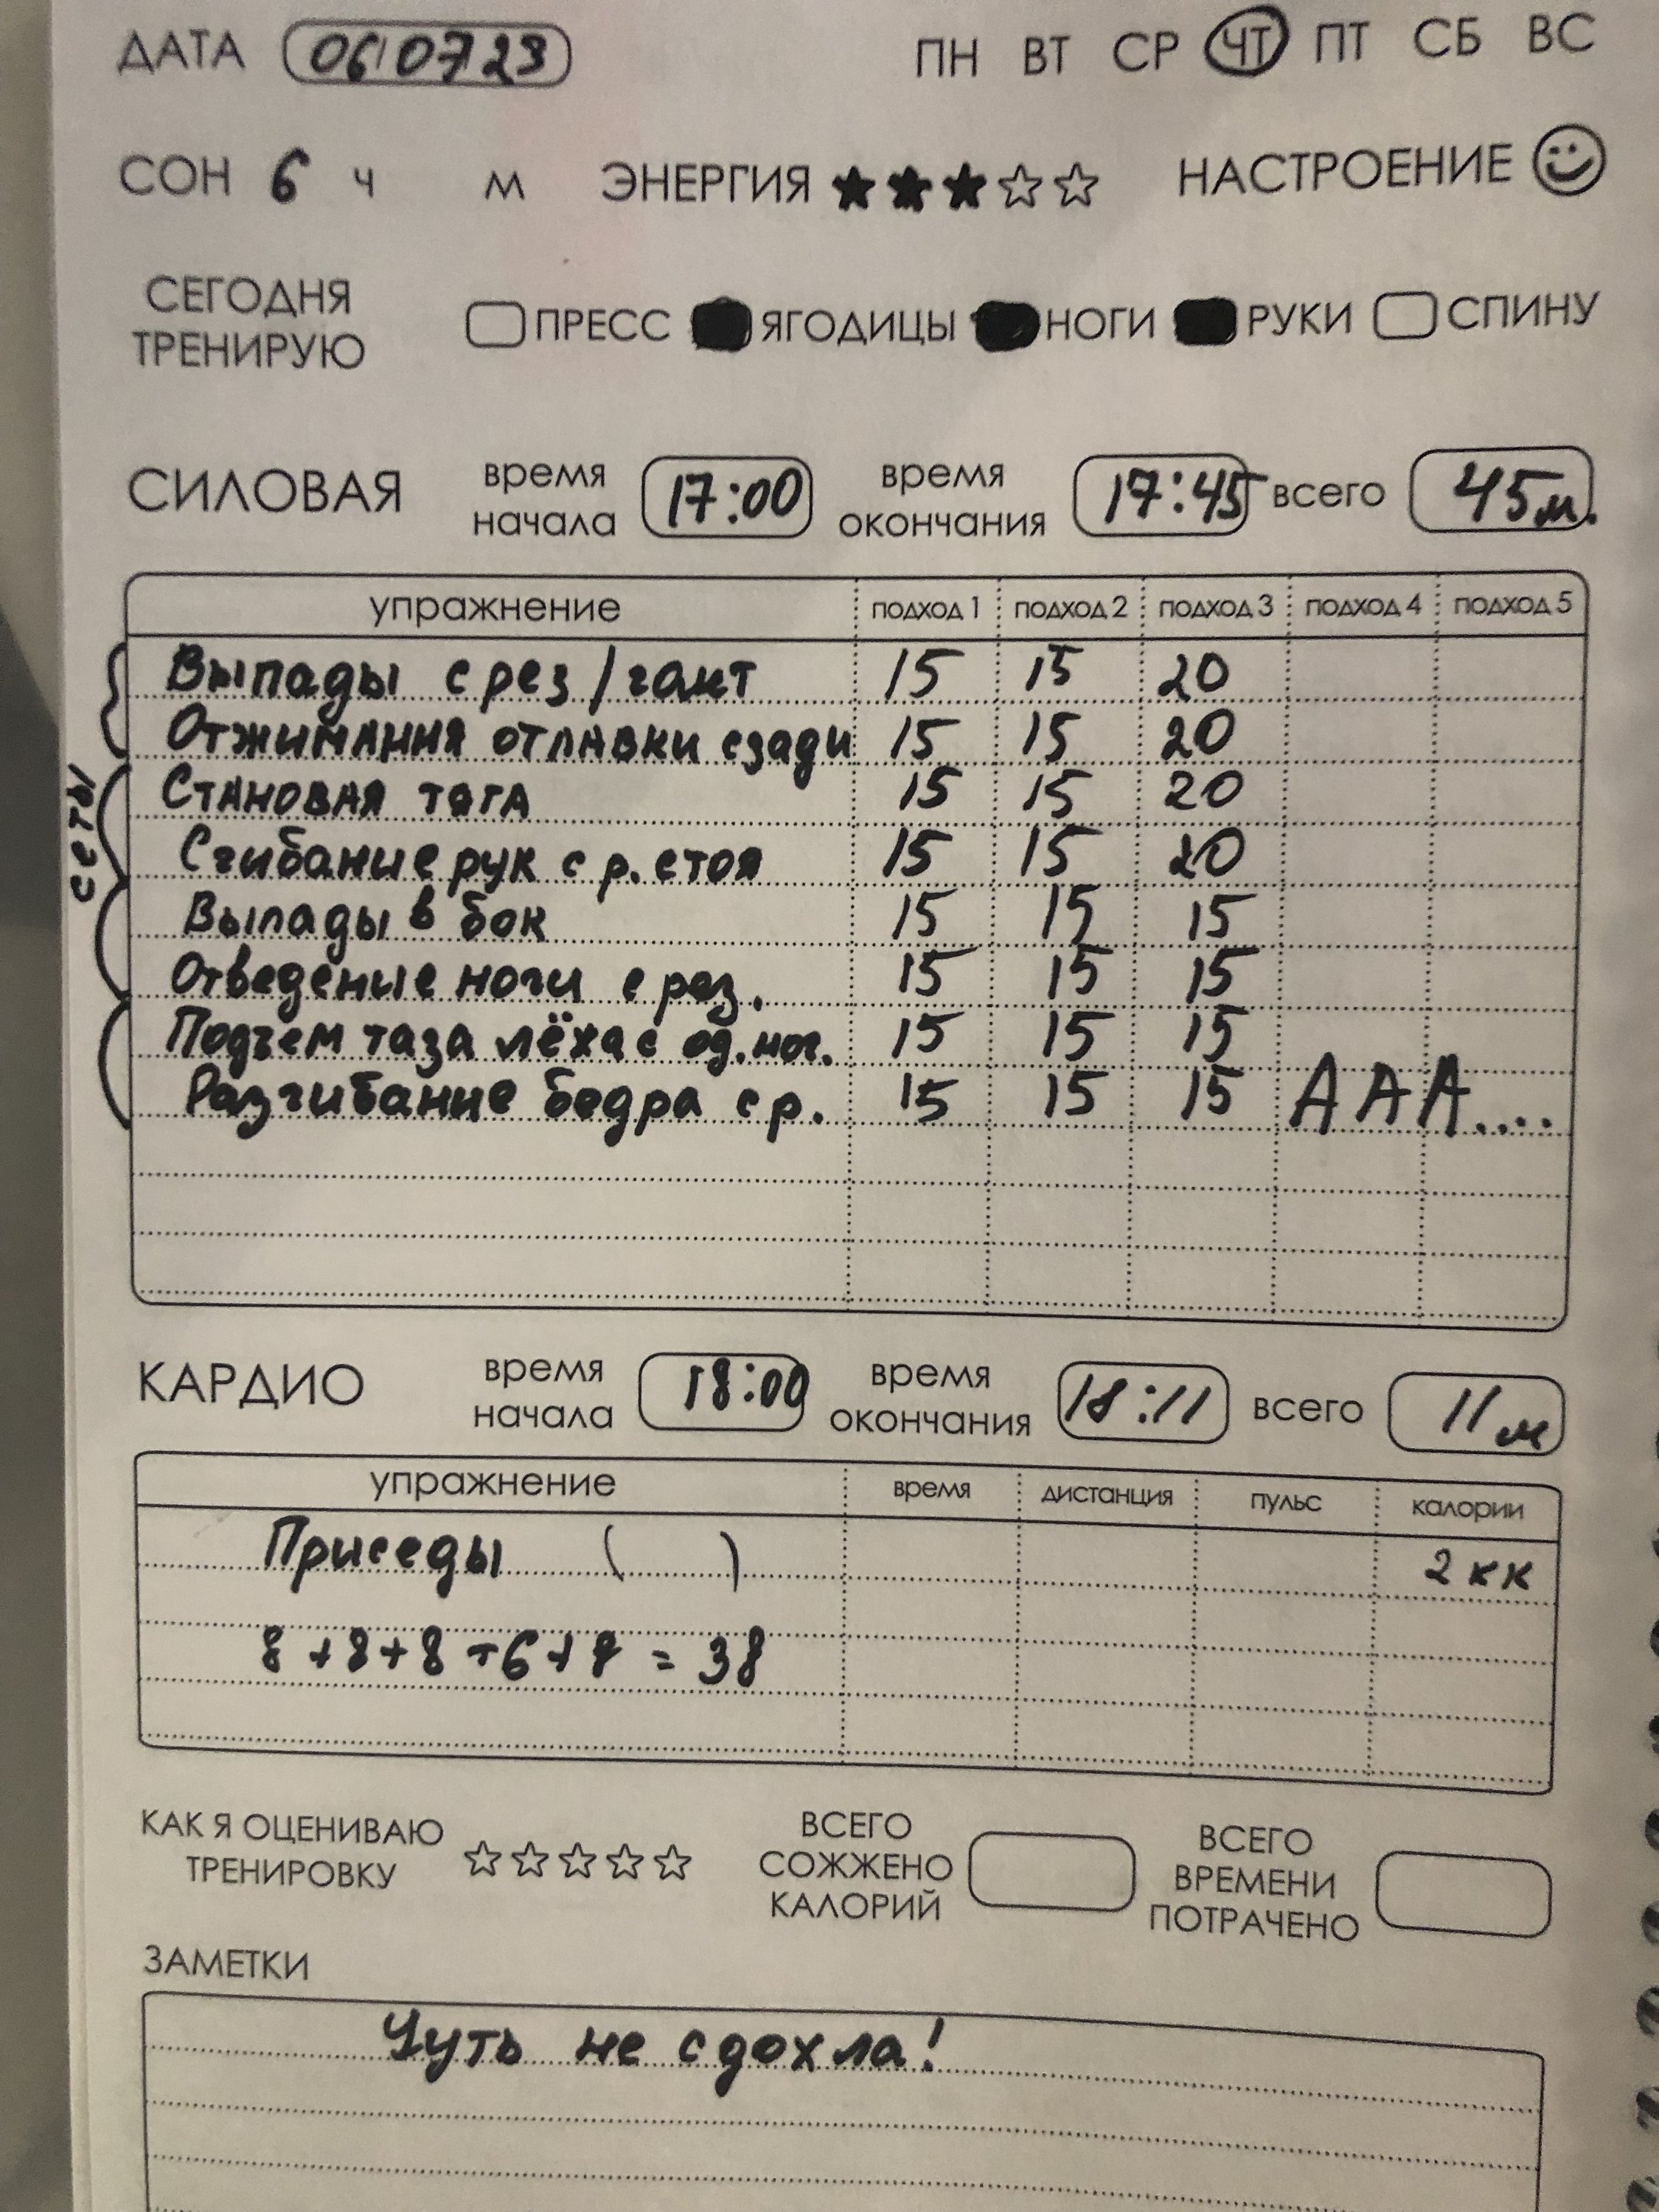 ДАТА 06 07 23 ПН ВТ СР ЧТ ПТ СБ ВС
СОН 6 Ч М ЭНЕРГИЯ НАСТРОЕНИЕ
СЕГОДНЯ ТРЕНИРУЮ ПРЕСС ЯГОДИЦЫ НОГИ РУКИ СПИНУ
СИЛОВАЯ время начала 17:00 время окончания 17:45 всего 45м.
упражнение подход 1 подход 2 подход 3 подход 4 подход 5
сеты
Выпады с рез/гант 15 15 20
Отжимания от лавки сзади 15 15 20
Становая тяга 15 15 20
Сгибание рук с р. стоя 15 15 20
Выпады в бок 15 15 15
Отведение ноги с рез. 15 15 15
Подъем таза лёжа с од. ног. 15 15 15
Разгибание бедра с р. 15 15 15 ААА....
КАРДИО время начала 18:00 время окончания 18:11 всего 11м
упражнение время дистанция пульс калории
Приседы ( ) 2 кк
8+8+8+6+7 = 38
КАК Я ОЦЕНИВАЮ ТРЕНИРОВКУ ВСЕГО СОЖЖЕНО КАЛОРИЙ ВСЕГО ВРЕМЕНИ ПОТРАЧЕНО
ЗАМЕТКИ
Чуть не сдохла!